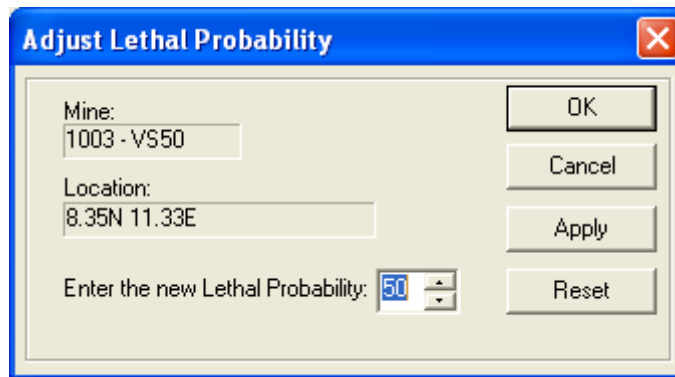 Adjust Lethal Probability
Mine:
1003 - VS50
Location:
8.35N 11.33E
Enter the new Lethal Probability: 50
OK
Cancel
Apply
Reset